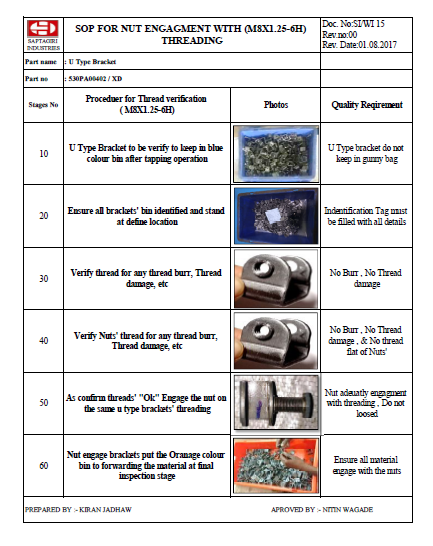 SAPTAGIRI
INDUSTRIES
SOP FOR NUT ENGAGMENT WITH (M8X1.25-6H)
THREADING
Doc. No:SI/WI 15
Rev.no:00
Rev. Date:01.08.2017
Part name : U Type Bracket
Part no : 530PA00402 / XD
Stages No
Proceduer for Thread verification
( M8X1.25-6H)
Photos
Quality Reqirement
10
U Type Bracket to be verify to keep in blue
colour bin after tapping operation
U Type bracket do not
keep in gunny bag
20
Ensure all brackets' bin identified and stand
at define location
Indentification Tag must
be filled with all details
30
Verify thread for any thread burr, Thread
damage, etc
No Burr , No Thread
damage
40
Verify Nuts' thread for any thread burr,
Thread damage, etc
No Burr , No Thread
damage , & No thread
flat of Nuts'
50
As confirm threads' "Ok" Engage the nut on
the same u type brackets' threading
Nut adeuatly engagment
with threading , Do not
loosed
60
Nut engage brackets put the Oranage colour
bin to forwarding the material at final
inspection stage
Ensure all material
engage with the nuts
PREPARED BY :- KIRAN JADHAW
APROVED BY :- NITIN WAGADE